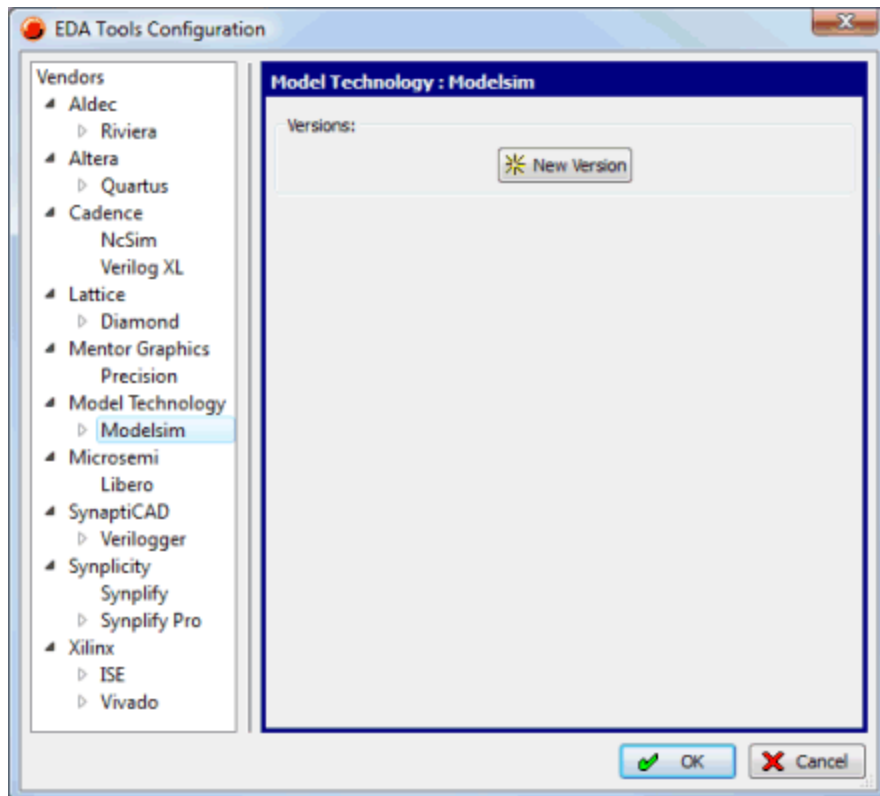 EDA Tools Configuration
Vendors
Aldec
Riviera
Altera
Quartus
Cadence
NcSim
Verilog XL
Lattice
Diamond
Mentor Graphics
Precision
Model Technology
Modelsim
Microsemi
Libero
SynaptiCAD
Verilogger
Synplicity
Synplify
Synplify Pro
Xilinx
ISE
Vivado
Model Technology : Modelsim
Versions:
New Version
OK
Cancel